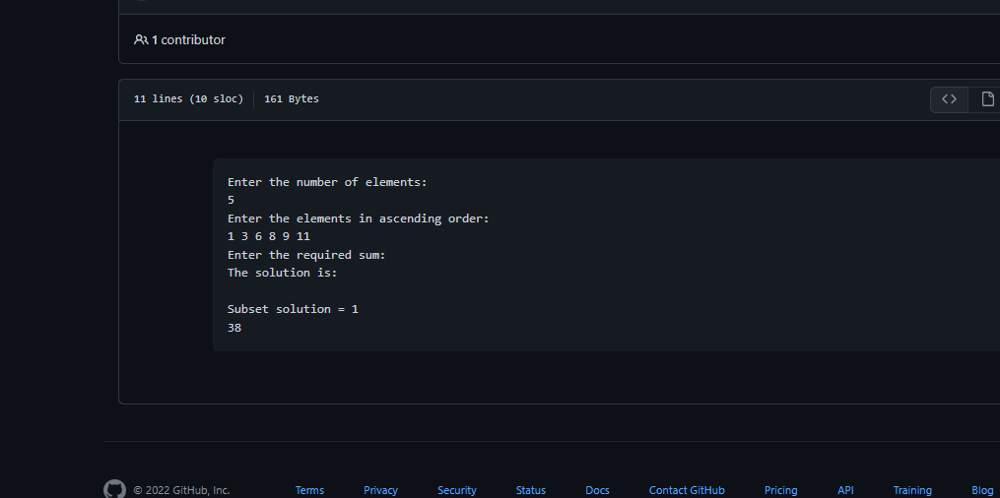 1 contributor
11 lines (10 sloc) 161 Bytes
Enter the number of elements:
5
Enter the elements in ascending order:
1 3 6 8 9 11
Enter the required sum:
The solution is:
Subset solution = 1
38
© 2022 GitHub, Inc. Terms Privacy Security Status Docs Contact GitHub Pricing API Training Blog